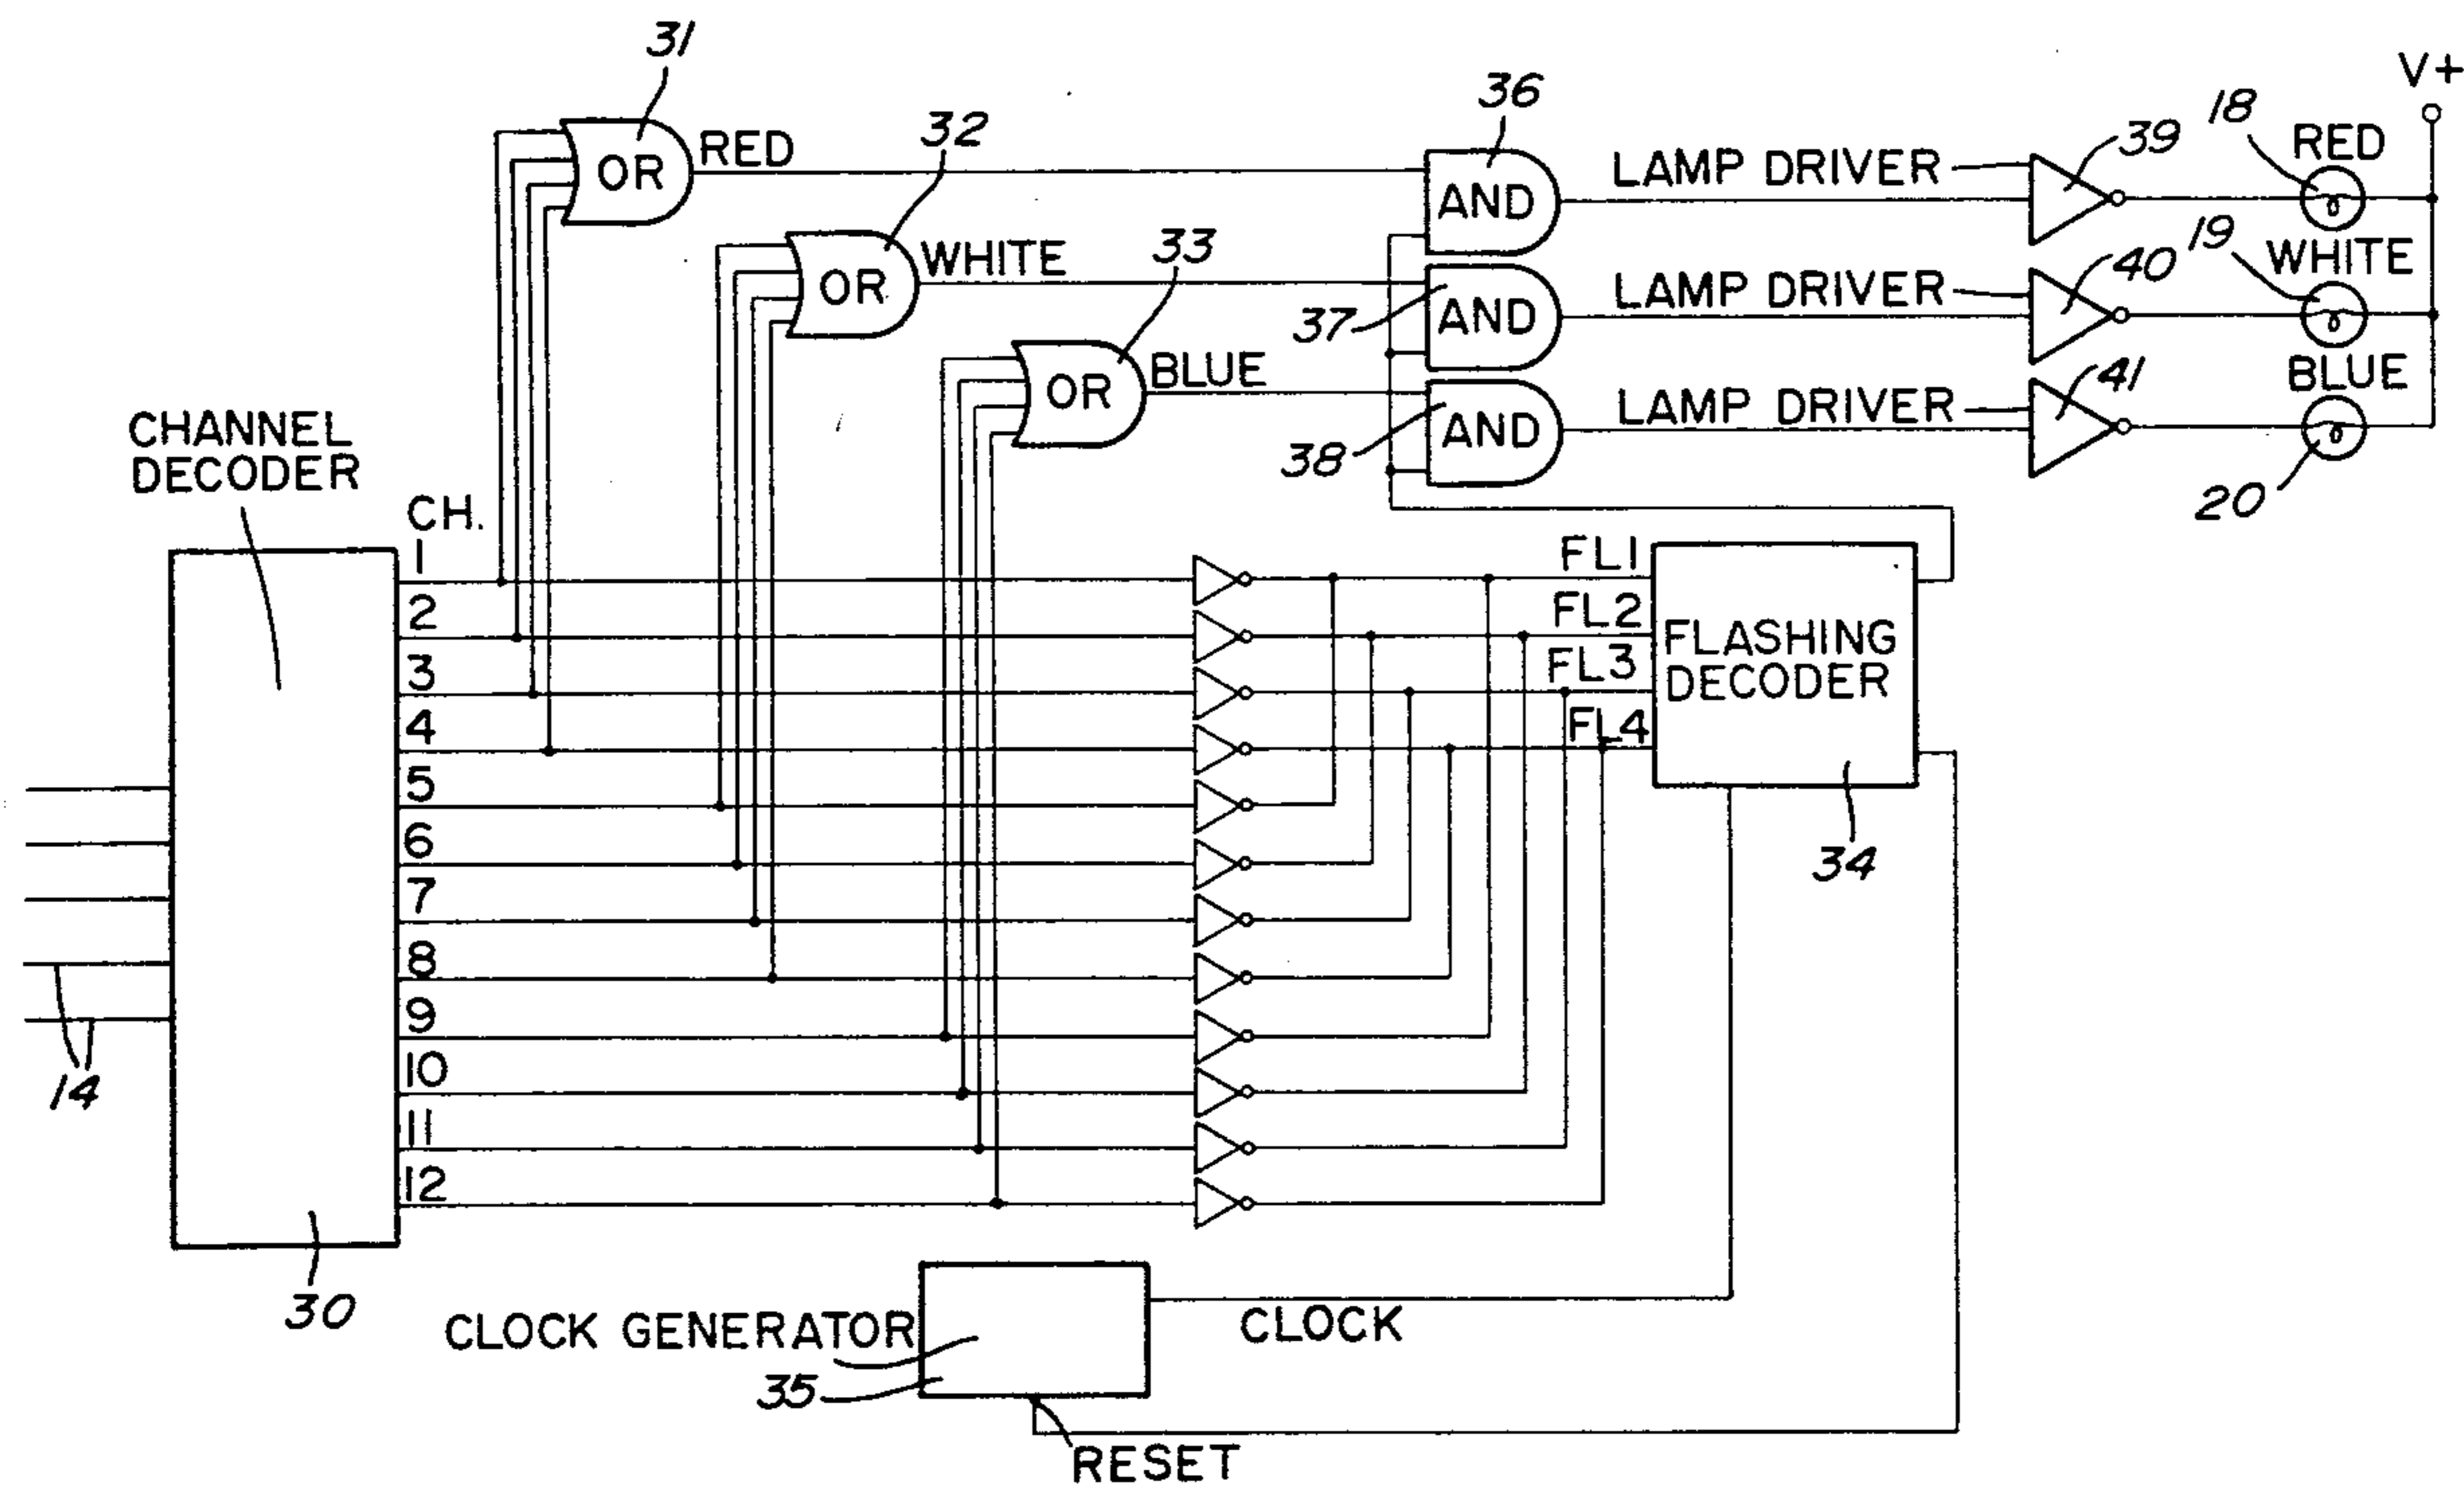 31
OR
RED
32
OR
WHITE
33
OR
BLUE
36
AND
37
AND
38
AND
LAMP DRIVER
39
LAMP DRIVER
40
LAMP DRIVER
41
V+
18
RED
19
WHITE
BLUE
20
CHANNEL
DECODER
CH.
1
2
3
4
5
6
7
8
9
10
11
12
14
30
FL1
FL2
FL3
FL4
FLASHING
DECODER
34
CLOCK GENERATOR
35
CLOCK
RESET